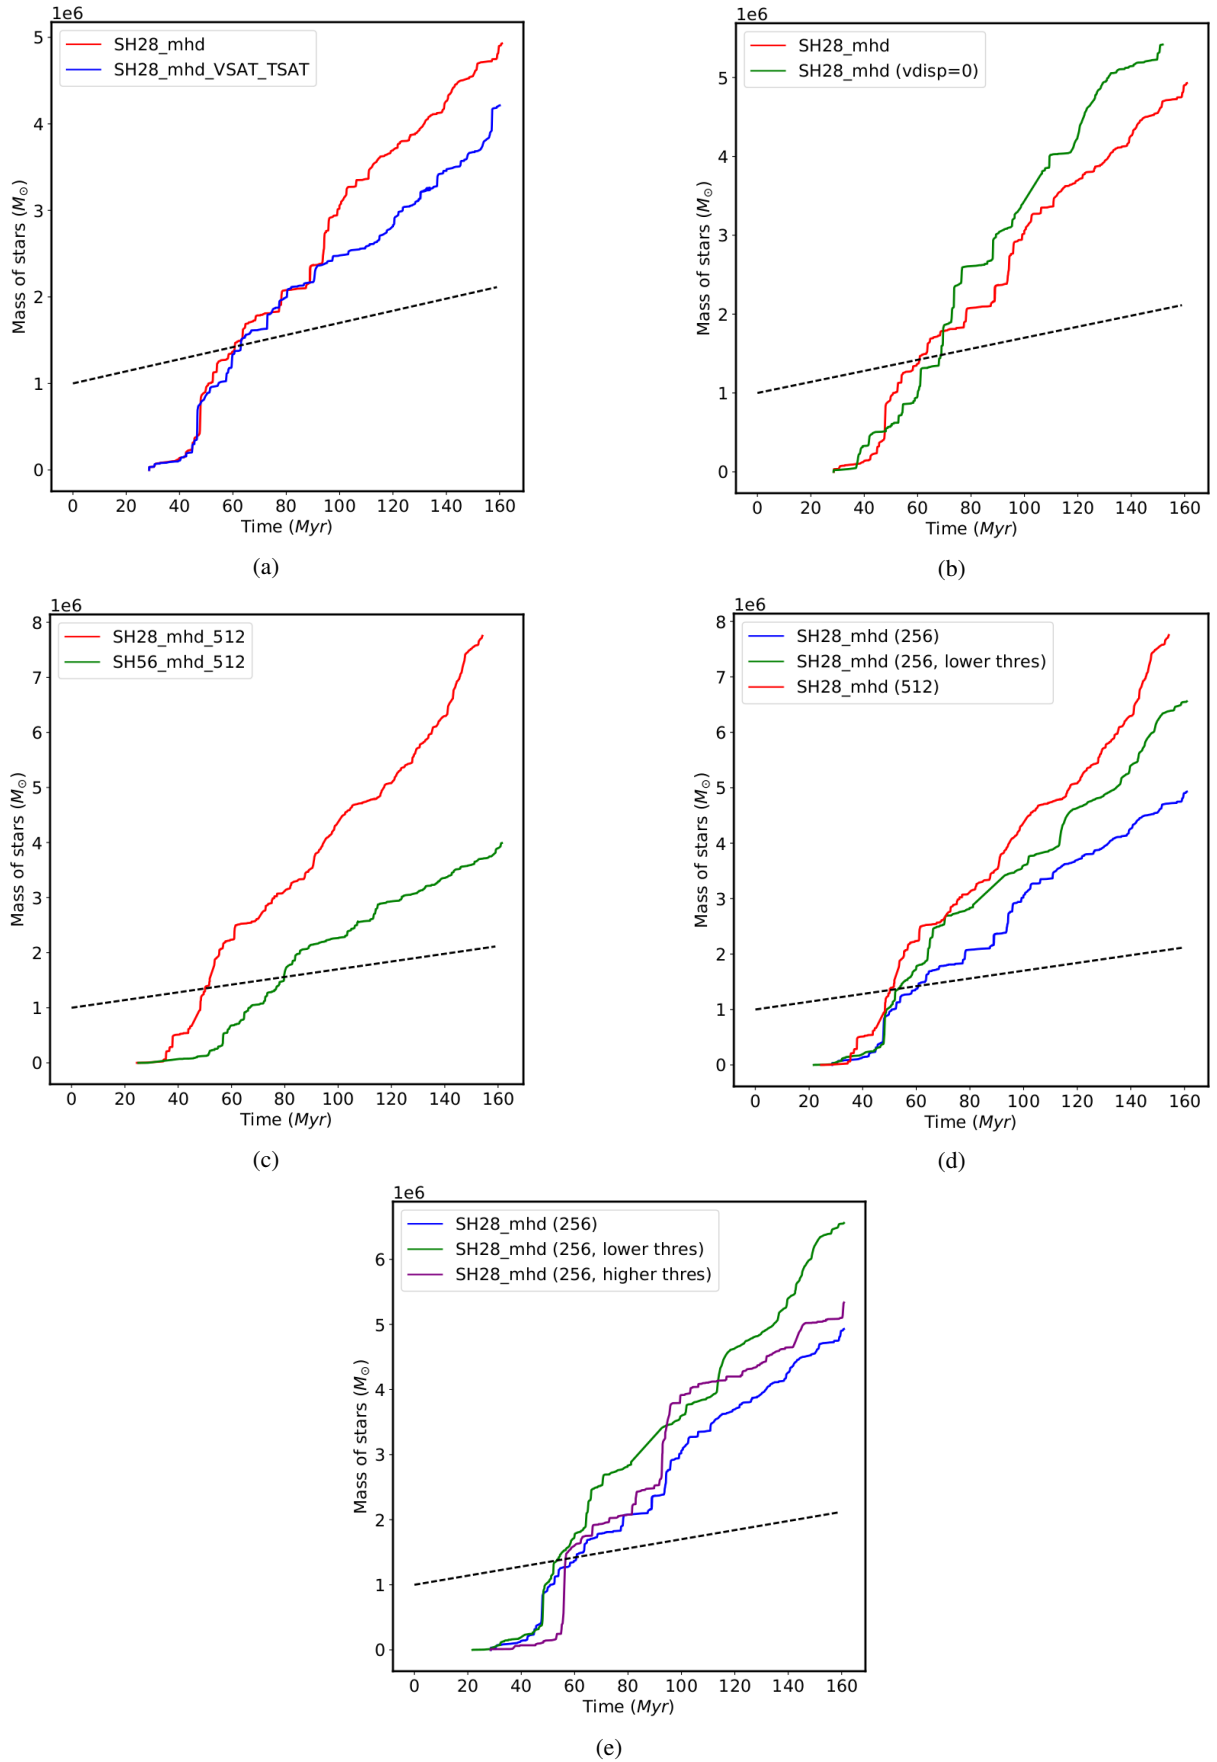 1e6
SH28_mhd
SH28_mhd_VSAT_TSAT
Mass of stars (M⊙)
5
4
3
2
1
0
0 20 40 60 80 100 120 140 160
Time (Myr)
(a)
1e6
SH28_mhd
SH28_mhd (vdisp=0)
Mass of stars (M⊙)
5
4
3
2
1
0
0 20 40 60 80 100 120 140 160
Time (Myr)
(b)
1e6
SH28_mhd_512
SH56_mhd_512
Mass of stars (M⊙)
8
7
6
5
4
3
2
1
0
0 20 40 60 80 100 120 140 160
Time (Myr)
(c)
1e6
SH28_mhd (256)
SH28_mhd (256, lower thres)
SH28_mhd (512)
Mass of stars (M⊙)
8
7
6
5
4
3
2
1
0
0 20 40 60 80 100 120 140 160
Time (Myr)
(d)
1e6
SH28_mhd (256)
SH28_mhd (256, lower thres)
SH28_mhd (256, higher thres)
Mass of stars (M⊙)
6
5
4
3
2
1
0
0 20 40 60 80 100 120 140 160
Time (Myr)
(e)